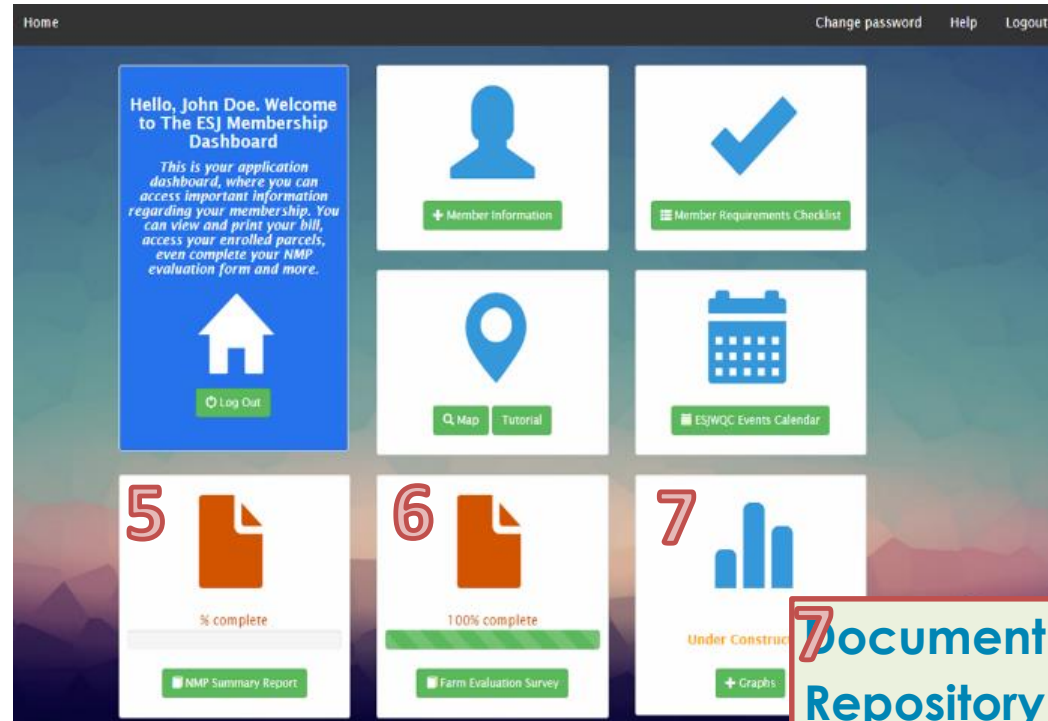 Home
Change password Help Logout
Hello, John Doe. Welcome
to The ESJ Membership
Dashboard
This is your application
dashboard, where you can
access important information
regarding your membership. You
can view and print your bill,
access your enrolled parcels,
even complete your NMP
evaluation form and more.
Log Out
Member Information
Member Requirements Checklist
Map
Tutorial
ESJWQC Events Calendar
5
% complete
NMP Summary Report
6
100% complete
Farm Evaluation Survey
7
Under Construc
Graphs
7
Document
Repository